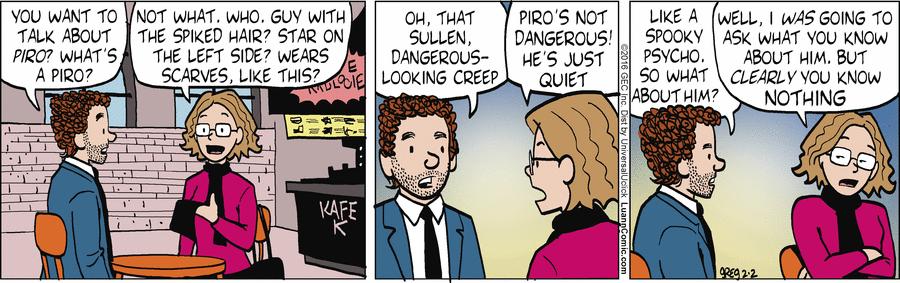 YOU WANT TO
TALK ABOUT
PIRO? WHAT'S
A PIRO?
NOT WHAT. WHO. GUY WITH
THE SPIKED HAIR? STAR ON
THE LEFT SIDE? WEARS
SCARVES, LIKE THIS?
KAFE
K
OH, THAT
SULLEN,
DANGEROUS-
LOOKING CREEP
PIRO'S NOT
DANGEROUS!
HE'S JUST
QUIET
©2016 GEC Inc. Dist by UniversalUclick LuannComic.com
LIKE A
SPOOKY
PSYCHO.
SO WHAT
ABOUT HIM?
WELL, I WAS GOING TO
ASK WHAT YOU KNOW
ABOUT HIM. BUT
CLEARLY YOU KNOW
NOTHING
GREG 2·2